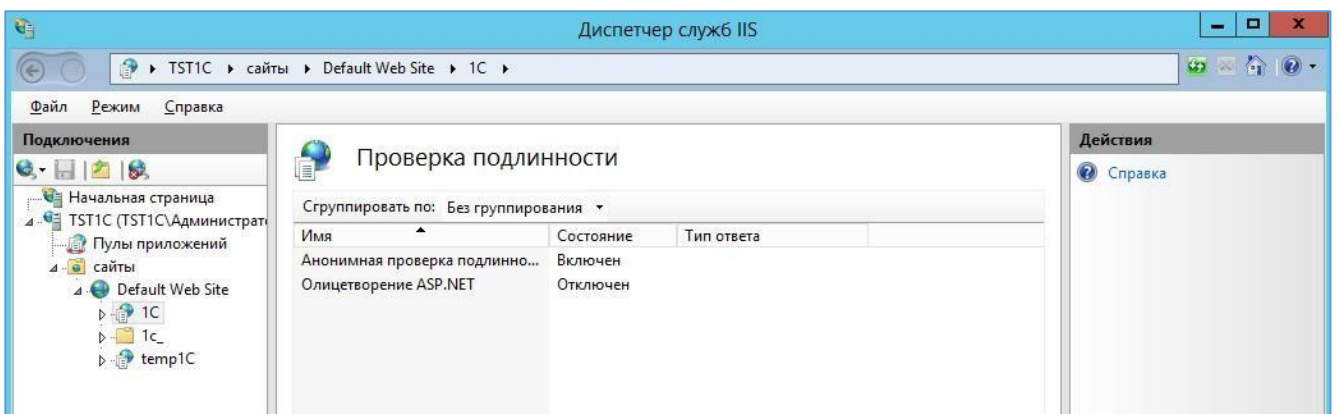 Диспетчер служб IIS
TST1C сайты Default Web Site 1C
Файл Режим Справка
Подключения
Начальная страница
TST1C (TST1C\Администрат
Пулы приложений
сайты
Default Web Site
1C
1c_
temp1C
Проверка подлинности
Сгруппировать по: Без группирования
Имя Состояние Тип ответа
Анонимная проверка подлинно... Включен
Олицетворение ASP.NET Отключен
Действия
Справка